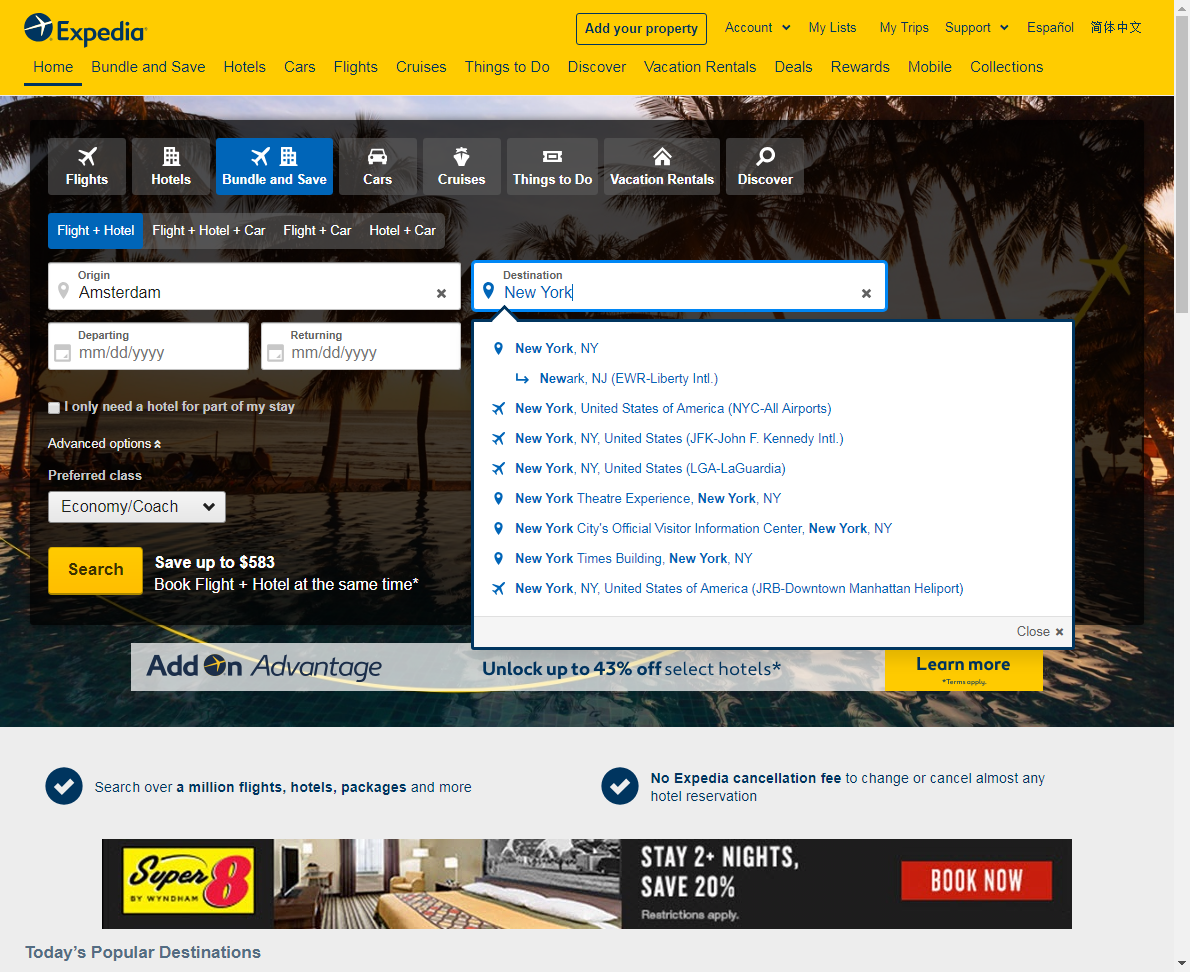 Expedia
Add your property
Account
My Lists
My Trips
Support
Español
简体中文
Home
Bundle and Save
Hotels
Cars
Flights
Cruises
Things to Do
Discover
Vacation Rentals
Deals
Rewards
Mobile
Collections
Flights
Hotels
Bundle and Save
Cars
Cruises
Things to Do
Vacation Rentals
Discover
Flight + Hotel
Flight + Hotel + Car
Flight + Car
Hotel + Car
Origin
Amsterdam
Destination
New York
Departing
mm/dd/yyyy
Returning
mm/dd/yyyy
I only need a hotel for part of my stay
Advanced options
Preferred class
Economy/Coach
Search
Save up to $583
Book Flight + Hotel at the same time*
New York, NY
Newark, NJ (EWR-Liberty Intl.)
New York, United States of America (NYC-All Airports)
New York, NY, United States (JFK-John F. Kennedy Intl.)
New York, NY, United States (LGA-LaGuardia)
New York Theatre Experience, New York, NY
New York City's Official Visitor Information Center, New York, NY
New York Times Building, New York, NY
New York, NY, United States of America (JRB-Downtown Manhattan Heliport)
Close
Add On Advantage
Unlock up to 43% off select hotels*
Learn more
*Terms apply.
Search over a million flights, hotels, packages and more
No Expedia cancellation fee to change or cancel almost any
hotel reservation
Super 8
BY WYNDHAM
STAY 2+ NIGHTS,
SAVE 20%
Restrictions apply.
BOOK NOW
Today's Popular Destinations